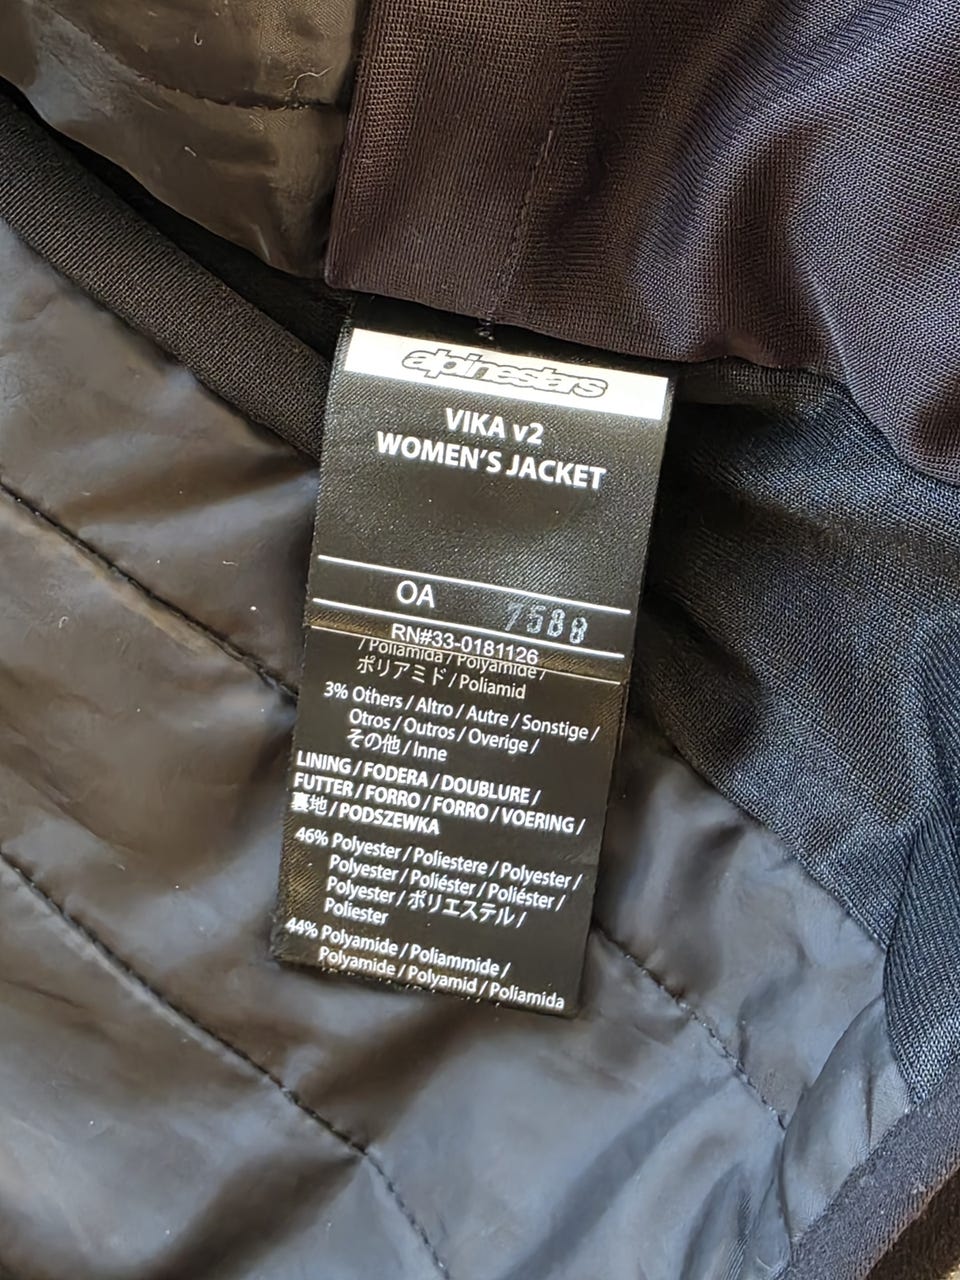 alpinestars
VIKA v2
WOMEN'S JACKET
OA 7588
RN#33-0181126
/ Poliamida / Polyamide /
ポリアミド / Poliamid
3% Others / Altro / Autre / Sonstige /
Otros / Outros / Overige /
その他 / Inne
LINING / FODERA / DOUBLURE /
FUTTER / FORRO / FORRO / VOERING /
裏地 / PODSZEWKA
46% Polyester / Poliestere / Polyester /
Polyester / Poliéster / Poliéster /
Polyester / ポリエステル /
Poliester
44% Polyamide / Poliammide /
Polyamide / Polyamid / Poliamida